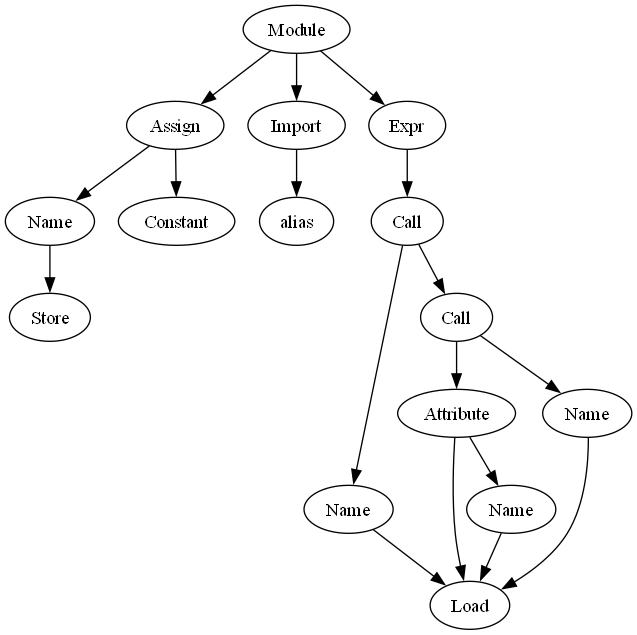 Module
Assign
Import
Expr
Name
Constant
alias
Call
Store
Call
Attribute
Name
Name
Name
Load